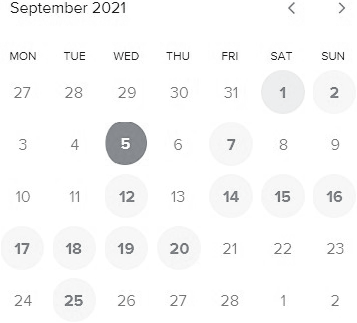 September 2021 < >
MON TUE WED THU FRI SAT SUN
27 28 29 30 31 1 2
3 4 5 6 7 8 9
10 11 12 13 14 15 16
17 18 19 20 21 22 23
24 25 26 27 28 1 2